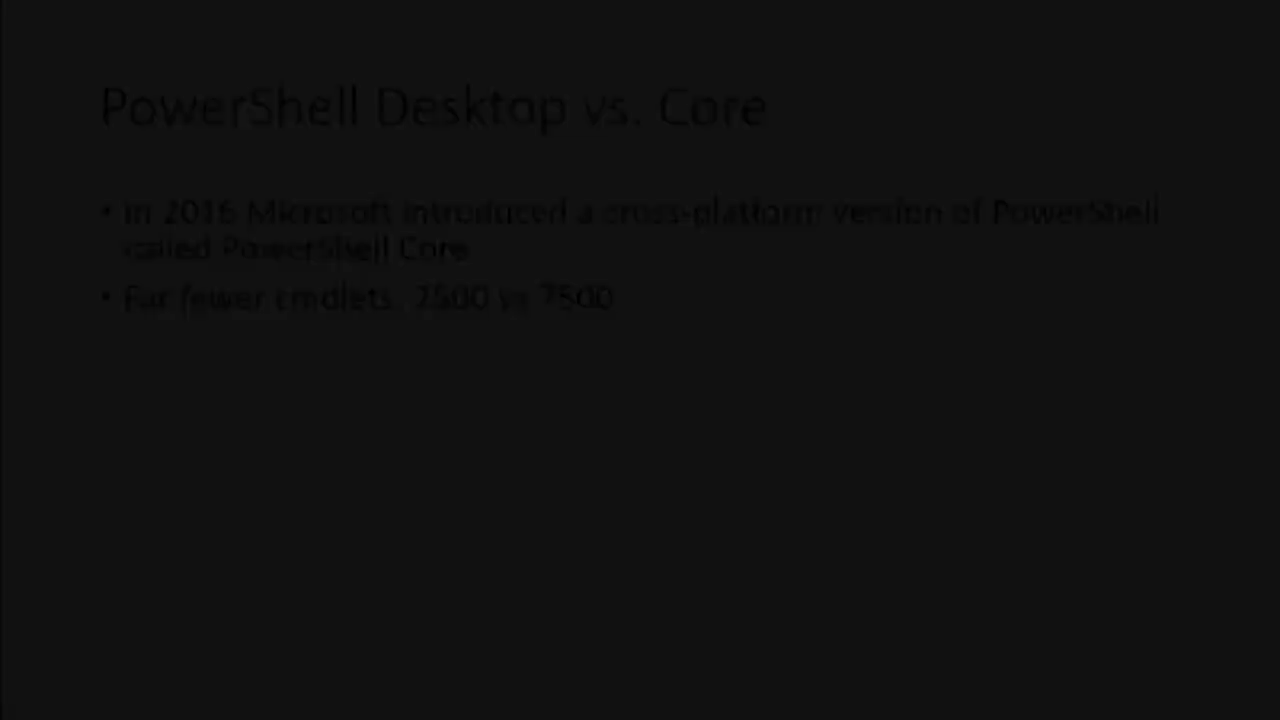 PowerShell Desktop vs. Core
• In 2016 Microsoft introduced a cross-platform version of PowerShell
called PowerShell Core
• Far fewer cmdlets, vs 7500